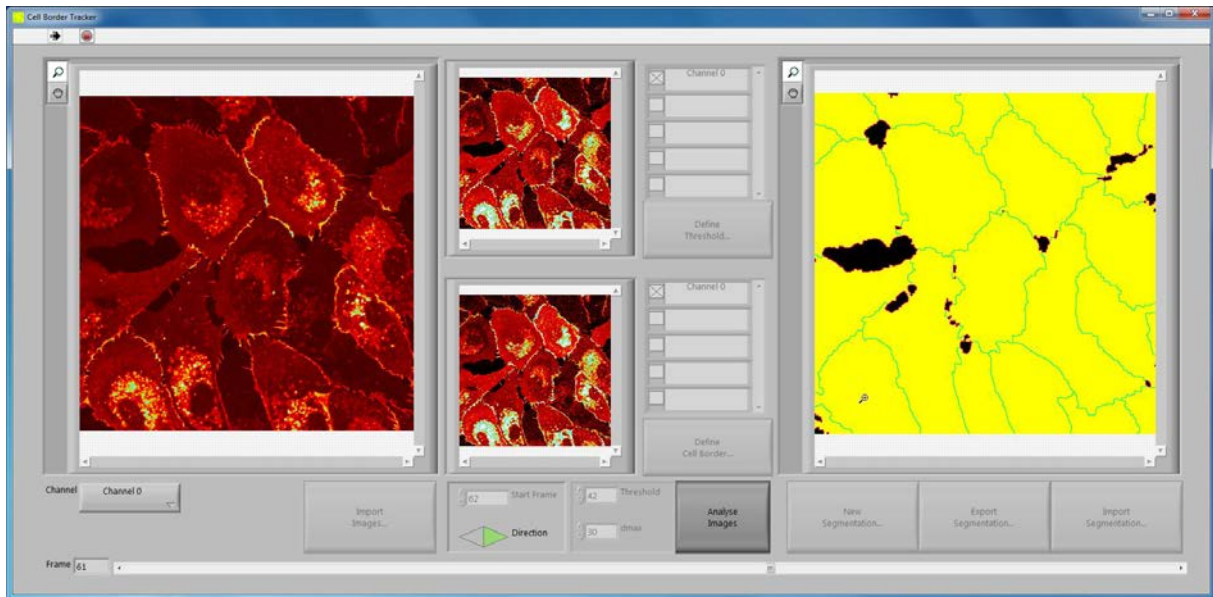 Cell Border Tracker
Channel 0
Define
Threshold...
Channel 0
Define
Cell Border...
Channel
Channel 0
Import
Images...
62
Start Frame
Direction
42
Threshold
30
dmax
Analyse
Images
New
Segmentation...
Export
Segmentation...
Import
Segmentation...
Frame
61